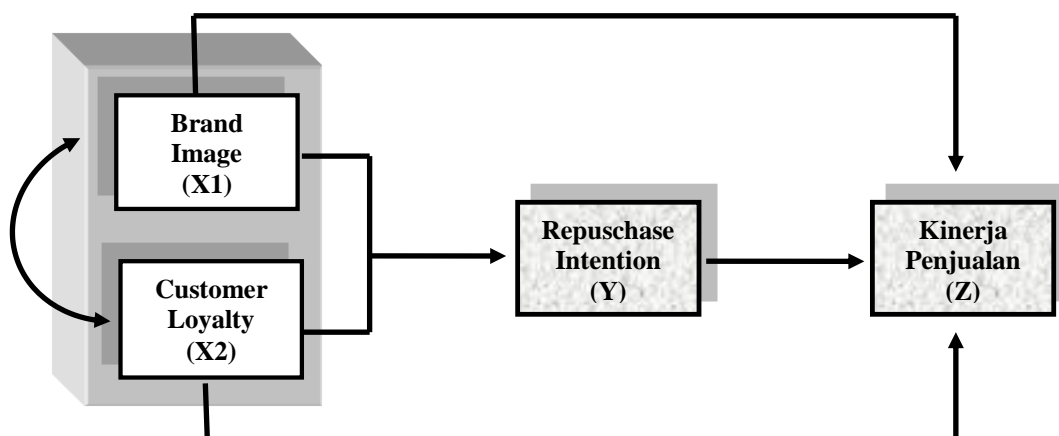 Brand
Image
(X1)
Customer
Loyalty
(X2)
Repuschase
Intention
(Y)
Kinerja
Penjualan
(Z)